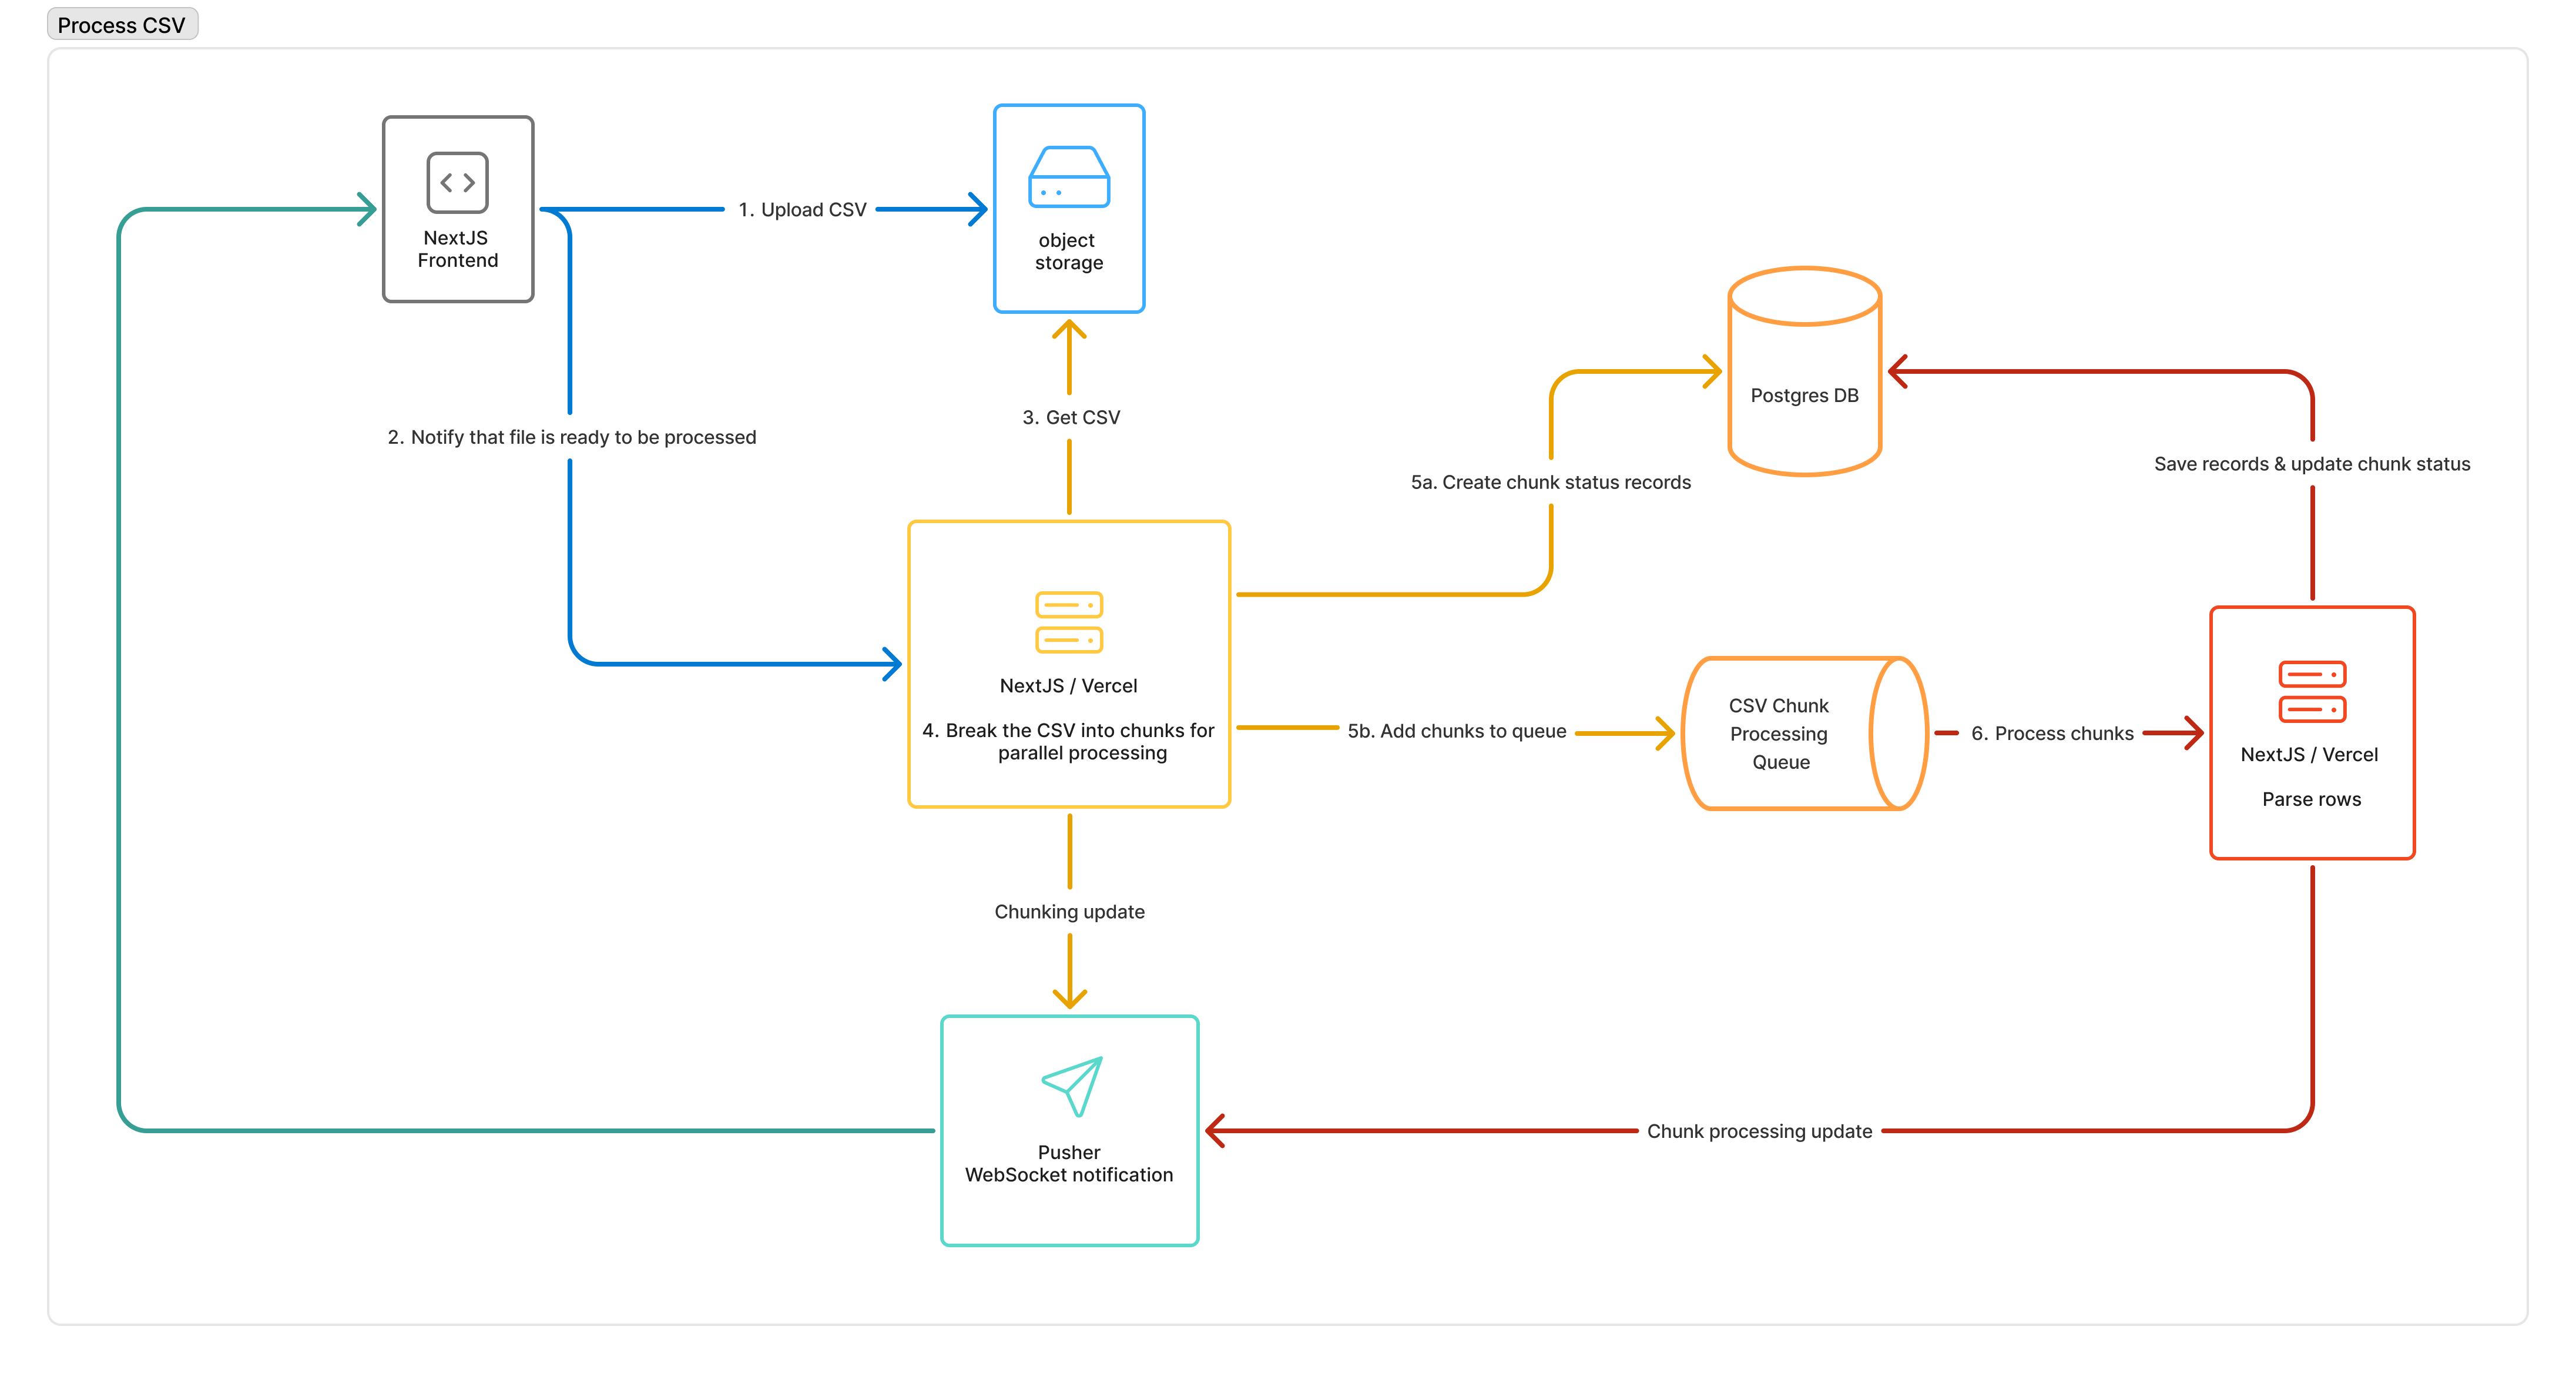 Process CSV
NextJS
Frontend
1. Upload CSV
object
storage
2. Notify that file is ready to be processed
3. Get CSV
Postgres DB
5a. Create chunk status records
Save records & update chunk status
NextJS / Vercel
4. Break the CSV into chunks for
parallel processing
5b. Add chunks to queue
CSV Chunk
Processing
Queue
6. Process chunks
NextJS / Vercel
Parse rows
Chunking update
Pusher
WebSocket notification
Chunk processing update